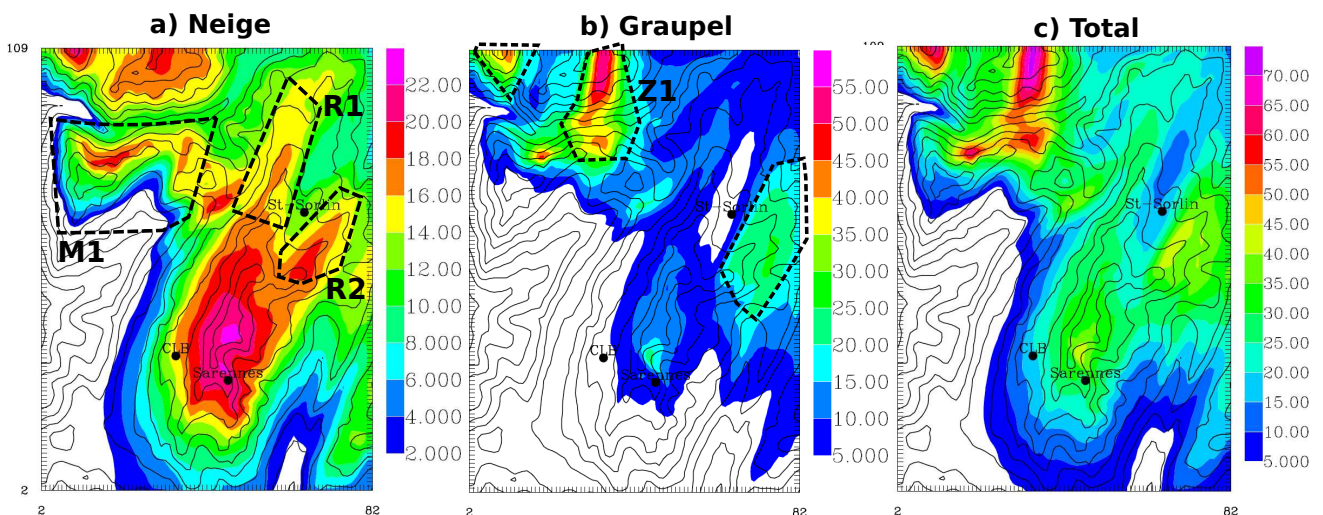 a) Neige
b) Graupel
c) Total
109
2
2
82
R1
St-Sorlin
M1
R2
CLB
Sarennes
22.00
20.00
18.00
16.00
14.00
12.00
10.00
8.000
6.000
4.000
2.000
Z1
St-Sorlin
CLB
Sarennes
2
82
55.00
50.00
45.00
40.00
35.00
30.00
25.00
20.00
15.00
10.00
5.000
St-Sorlin
CLB
Sarennes
2
82
70.00
65.00
60.00
55.00
50.00
45.00
40.00
35.00
30.00
25.00
20.00
15.00
10.00
5.000